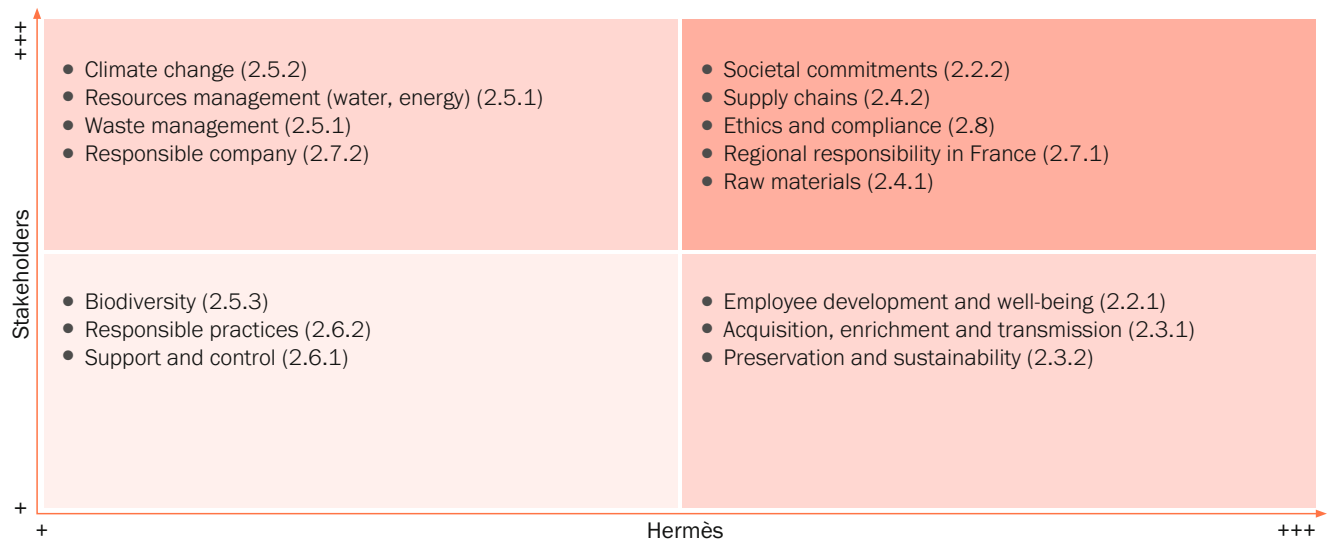 +++
• Climate change (2.5.2)
• Resources management (water, energy) (2.5.1)
• Waste management (2.5.1)
• Responsible company (2.7.2)
• Societal commitments (2.2.2)
• Supply chains (2.4.2)
• Ethics and compliance (2.8)
• Regional responsibility in France (2.7.1)
• Raw materials (2.4.1)
Stakeholders
• Biodiversity (2.5.3)
• Responsible practices (2.6.2)
• Support and control (2.6.1)
• Employee development and well-being (2.2.1)
• Acquisition, enrichment and transmission (2.3.1)
• Preservation and sustainability (2.3.2)
+
+
Hermès
+++